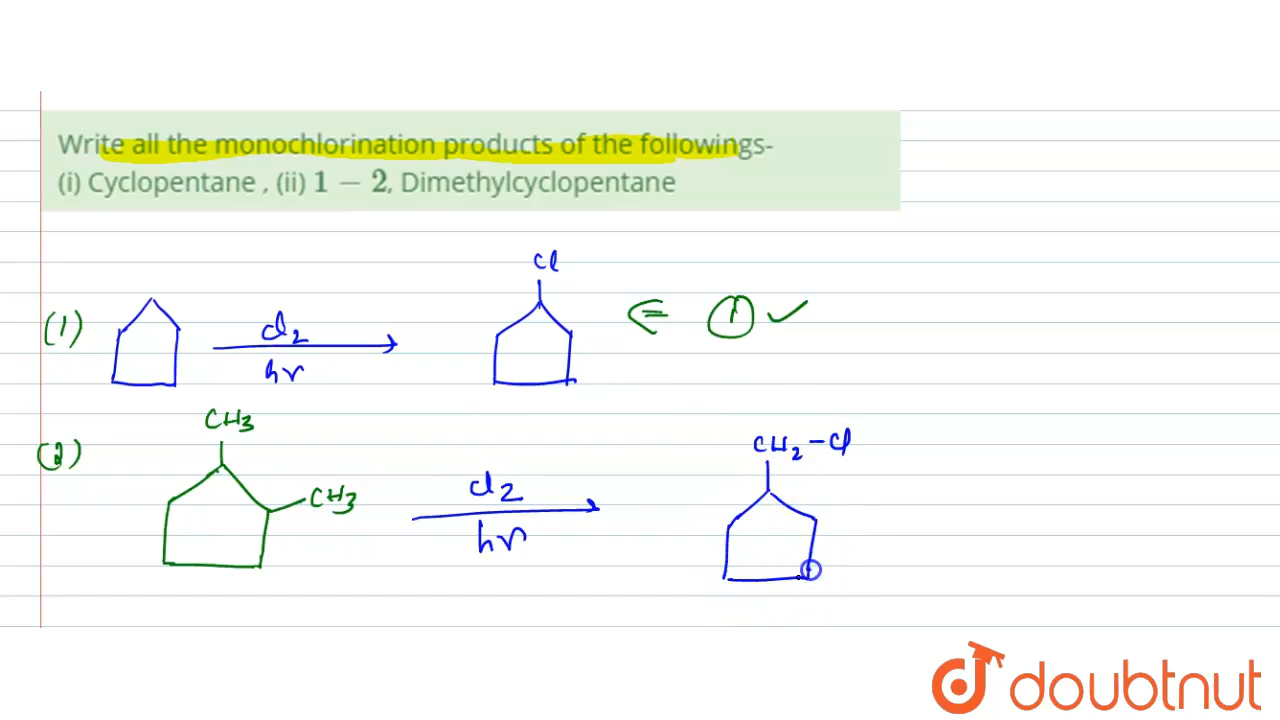 Write all the monochlorination products of the followings-
(i) Cyclopentane , (ii) 1 − 2, Dimethylcyclopentane
Cl
(1) Cl2 1 ✓
hν
CH3
(2) CH2-Cl
CH3 Cl2
hν
doubtnut